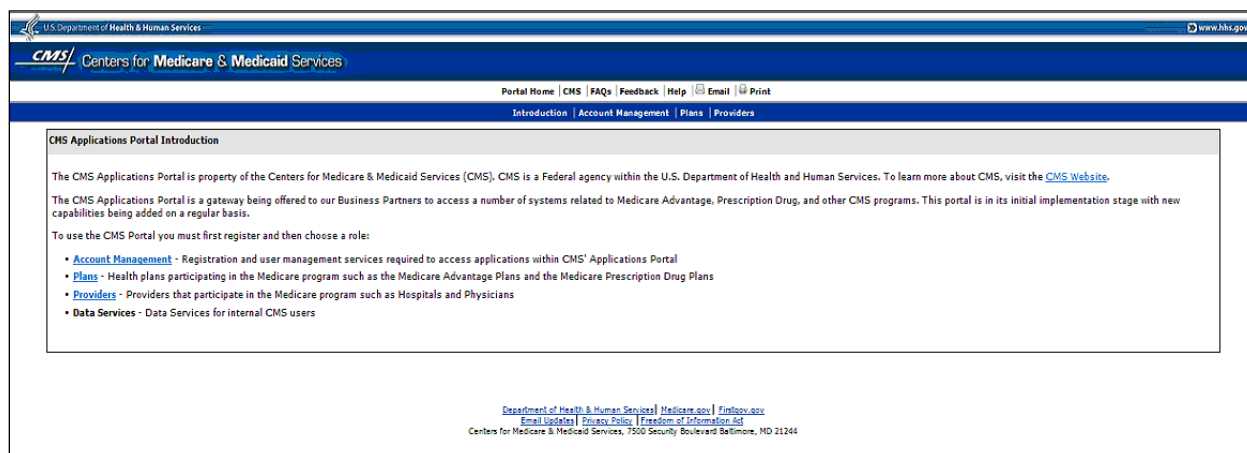 U.S. Department of Health & Human Services
www.hhs.gov
CMS/ Centers for Medicare & Medicaid Services
Portal Home | CMS | FAQs | Feedback | Help | Email | Print
Introduction | Account Management | Plans | Providers
CMS Applications Portal Introduction
The CMS Applications Portal is property of the Centers for Medicare & Medicaid Services (CMS). CMS is a Federal agency within the U.S. Department of Health and Human Services. To learn more about CMS, visit the CMS Website.
The CMS Applications Portal is a gateway being offered to our Business Partners to access a number of systems related to Medicare Advantage, Prescription Drug, and other CMS programs. This portal is in its initial implementation stage with new
capabilities being added on a regular basis.
To use the CMS Portal you must first register and then choose a role:
• Account Management - Registration and user management services required to access applications within CMS' Applications Portal
• Plans - Health plans participating in the Medicare program such as the Medicare Advantage Plans and the Medicare Prescription Drug Plans
• Providers - Providers that participate in the Medicare program such as Hospitals and Physicians
• Data Services - Data Services for internal CMS users
Department of Health & Human Services | Medicare.gov | Firstgov.gov
Email Updates | Privacy Policy | Freedom of Information Act
Centers for Medicare & Medicaid Services, 7500 Security Boulevard Baltimore, MD 21244